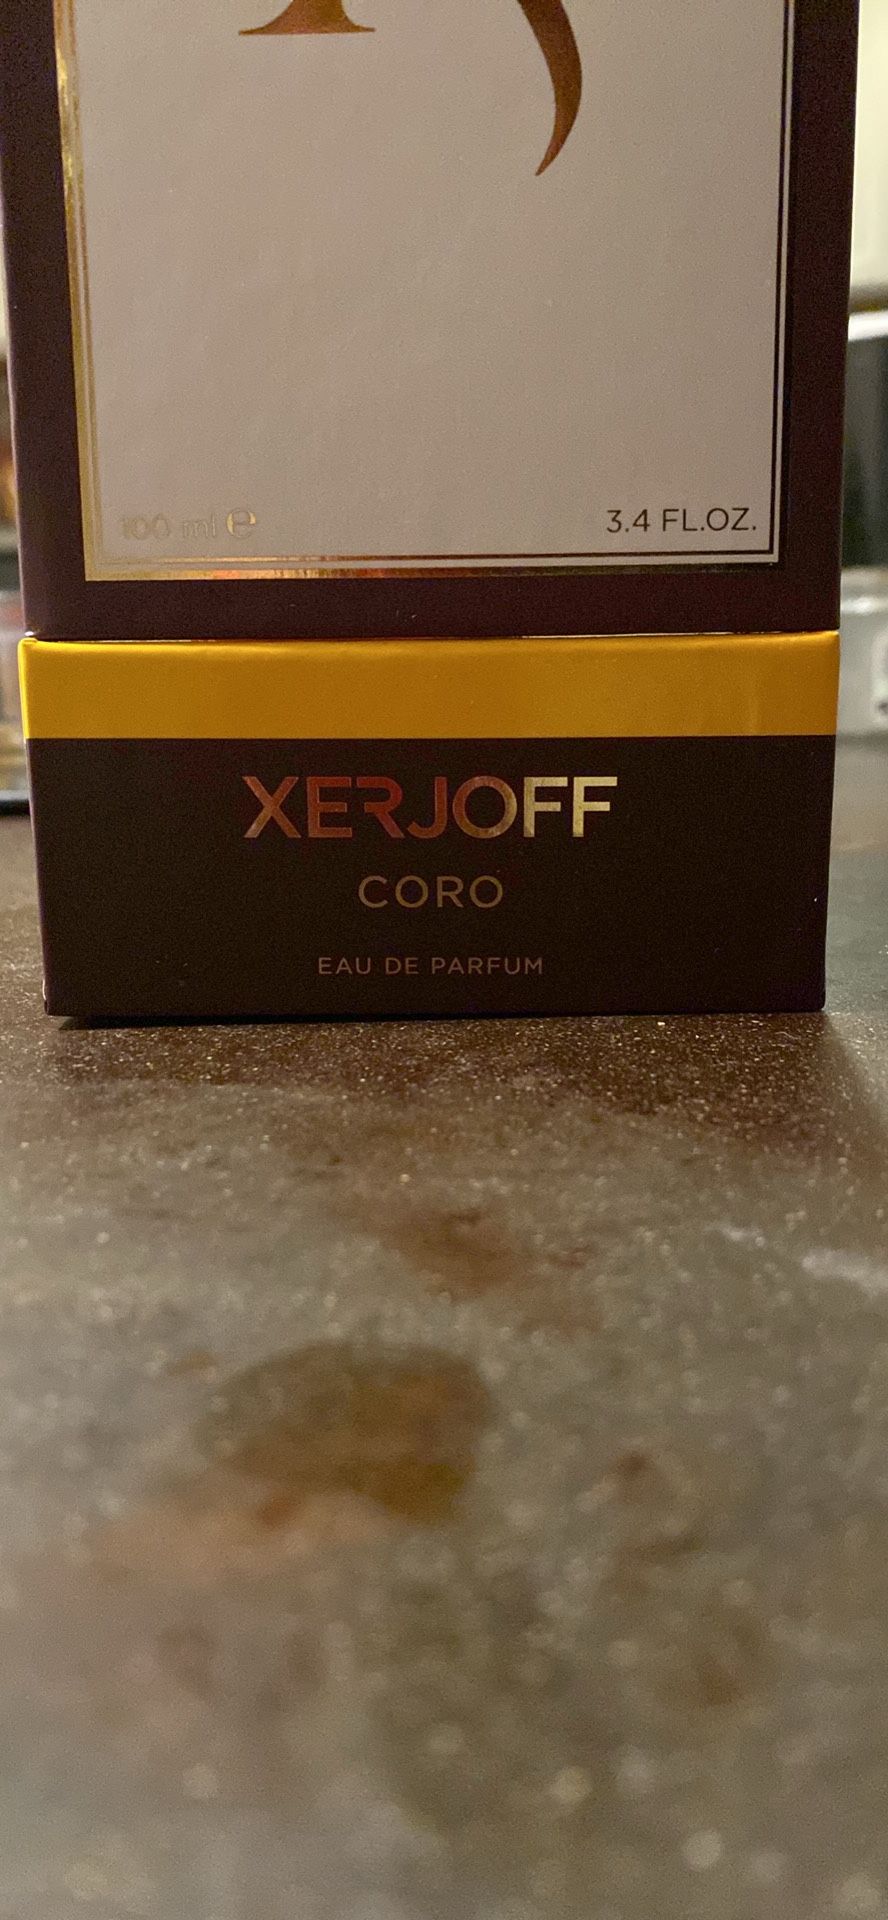 100 ml ℮ 3.4 FL.OZ.
XERJOFF
CORO
EAU DE PARFUM